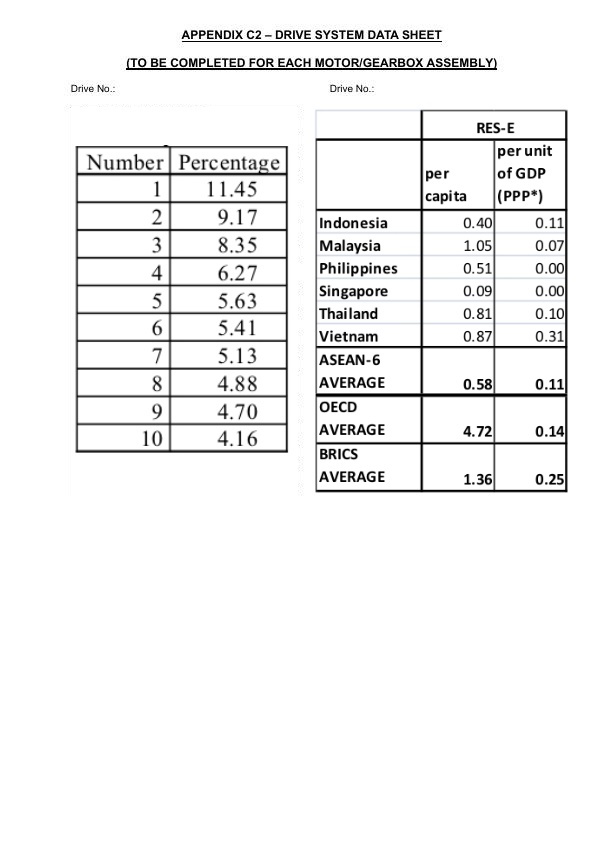 APPENDIX C2 – DRIVE SYSTEM DATA SHEET
(TO BE COMPLETED FOR EACH MOTOR/GEARBOX ASSEMBLY)
Drive No.: Drive No.:
Number Percentage
1 11.45
2 9.17
3 8.35
4 6.27
5 5.63
6 5.41
7 5.13
8 4.88
9 4.70
10 4.16
RES-E
per capita per unit of GDP (PPP*)
Indonesia 0.40 0.11
Malaysia 1.05 0.07
Philippines 0.51 0.00
Singapore 0.09 0.00
Thailand 0.81 0.10
Vietnam 0.87 0.31
ASEAN-6
AVERAGE 0.58 0.11
OECD
AVERAGE 4.72 0.14
BRICS
AVERAGE 1.36 0.25